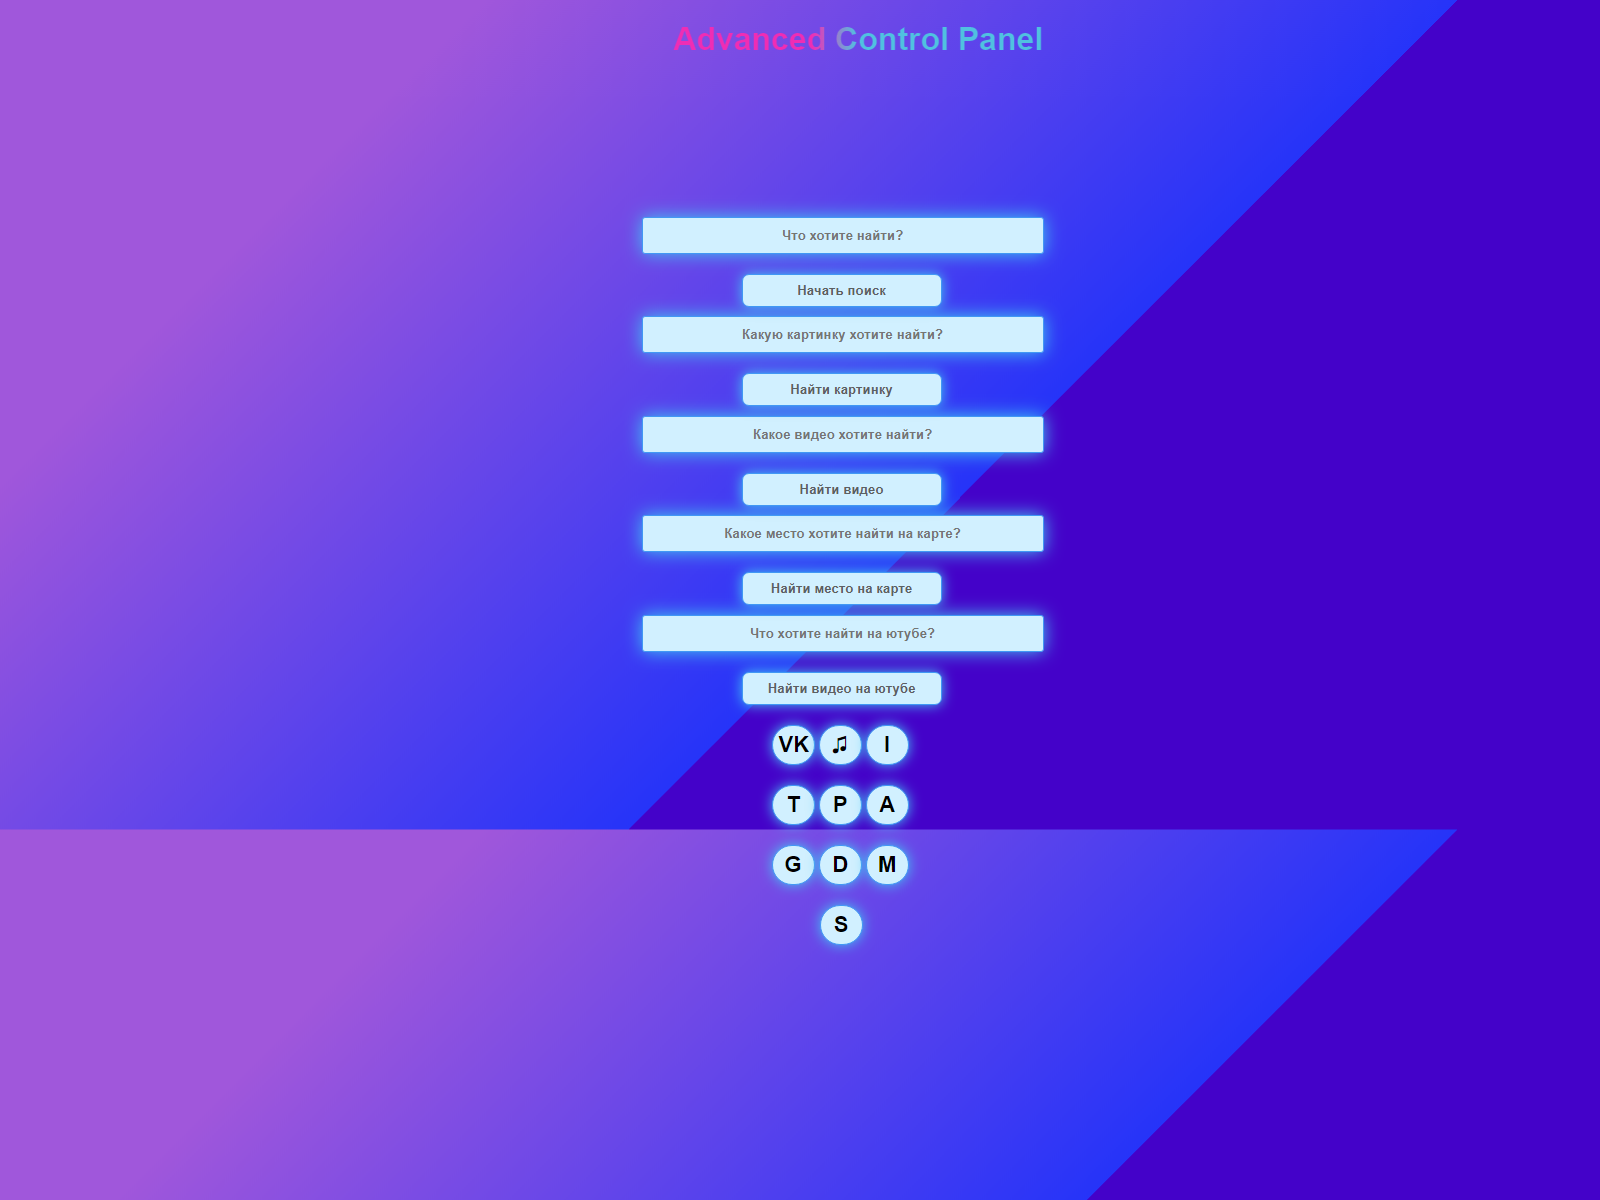 Advanced Control Panel
Что хотите найти?
Начать поиск
Какую картинку хотите найти?
Найти картинку
Какое видео хотите найти?
Найти видео
Какое место хотите найти на карте?
Найти место на карте
Что хотите найти на ютубе?
Найти видео на ютубе
VK ♫ I
T P A
G D M
S